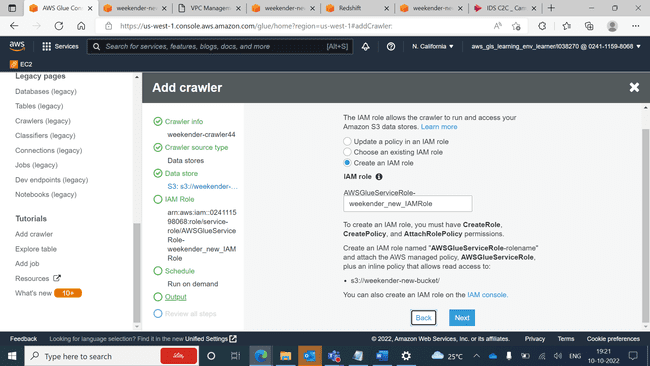 AWS Glue Cons
weekender-new
VPC Managem
weekender-new
Redshift
weekender-new
IDS C2C _ Cam
https://us-west-1.console.aws.amazon.com/glue/home?region=us-west-1#addCrawler:
aws
Services
Search for services, features, blogs, docs, and more
[Alt+S]
N. California
aws_gis_learning_env_learner/i038270 @ 0241-1159-8068
EC2
Legacy pages
Databases (legacy)
Tables (legacy)
Crawlers (legacy)
Classifiers (legacy)
Connections (legacy)
Jobs (legacy)
Dev endpoints (legacy)
Notebooks (legacy)
Tutorials
Add crawler
Explore table
Add job
Resources
What's new 10+
Add crawler
Crawler info
weekender-crawler44
Crawler source type
Data stores
Data store
S3: s3://weekender-...
IAM Role
arn:aws:iam::0241115
98068:role/service-
role/AWSGlueService
Role-
weekender_new_IAM
Role
Schedule
Run on demand
Output
Review all steps
The IAM role allows the crawler to run and access your
Amazon S3 data stores. Learn more
Update a policy in an IAM role
Choose an existing IAM role
Create an IAM role
IAM role
AWSGlueServiceRole-
weekender_new_IAMRole
To create an IAM role, you must have CreateRole,
CreatePolicy, and AttachRolePolicy permissions.
Create an IAM role named "AWSGlueServiceRole-rolename"
and attach the AWS managed policy, AWSGlueServiceRole,
plus an inline policy that allows read access to:
• s3://weekender-new-bucket/
You can also create an IAM role on the IAM console.
Back
Next
Feedback
Looking for language selection? Find it in the new Unified Settings
© 2022, Amazon Web Services, Inc. or its affiliates.
Privacy
Terms
Cookie preferences
Type here to search
25°C
ENG
19:21
10-10-2022